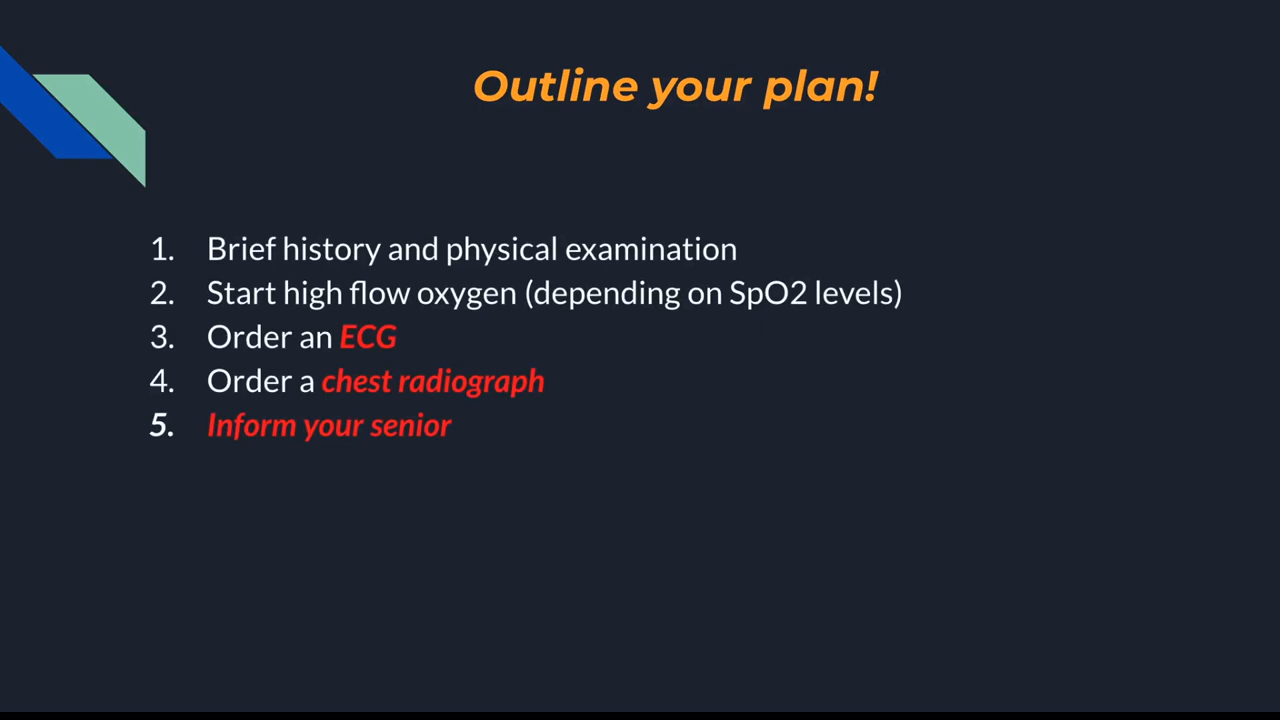 Outline your plan!
1. Brief history and physical examination
2. Start high flow oxygen (depending on SpO2 levels)
3. Order an ECG
4. Order a chest radiograph
5. Inform your senior